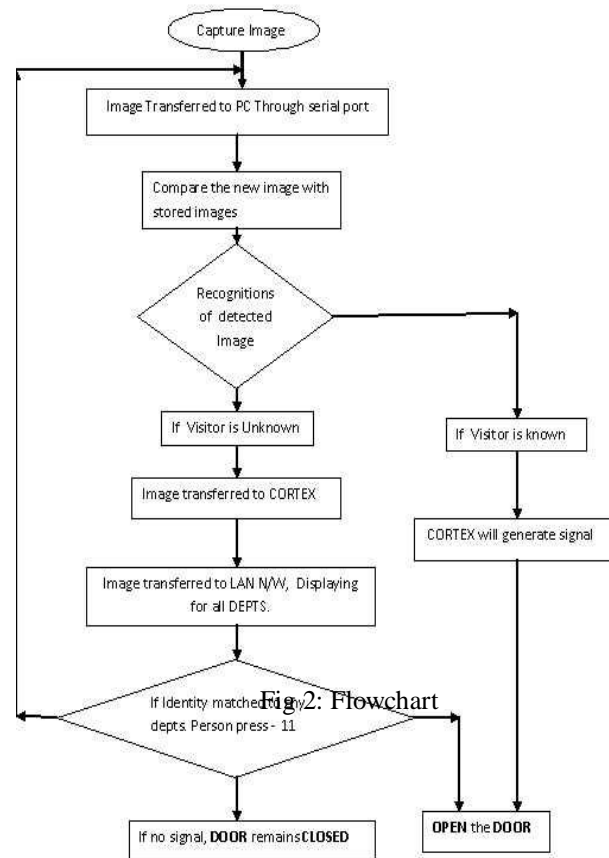 Capture Image
Image Transferred to PC Through serial port
Compare the new image with
stored images
Recognitions
of detected
Image
If Visitor is Unknown
If Visitor is known
Image transferred to CORTEX
CORTEX will generate signal
Image transferred to LAN N/W, Displaying
for all DEPTS.
If Identity matched to any
Fig 2: Flowchart
depts. Person press - 11
If no signal, DOOR remains CLOSED
OPEN the DOOR